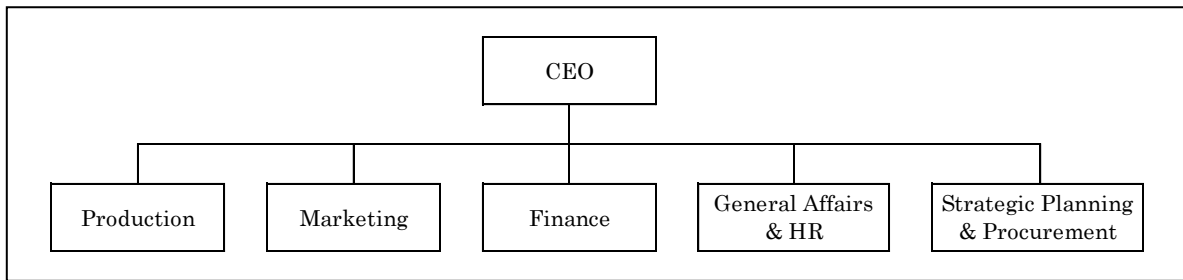 CEO
Production
Marketing
Finance
General Affairs
& HR
Strategic Planning
& Procurement